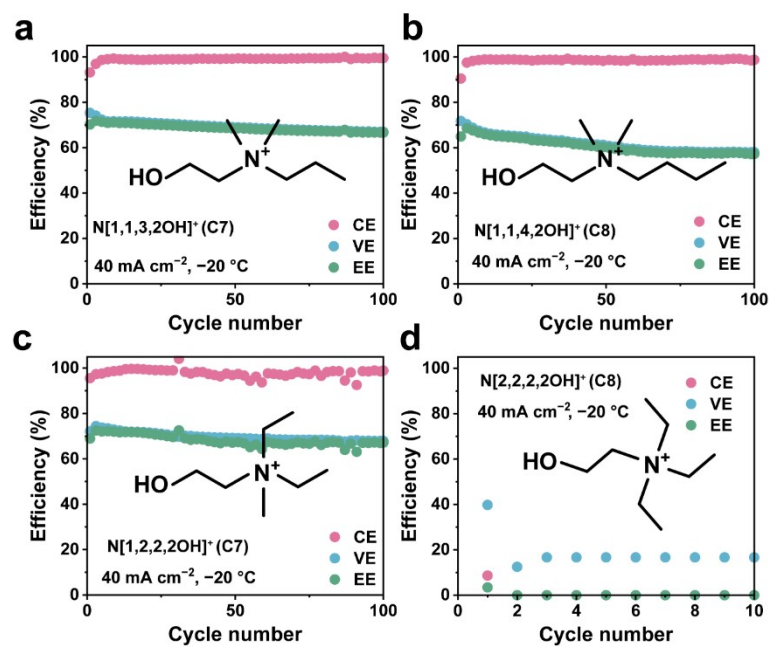 a
Efficiency (%)
100
80
60
40
20
0
HO
N+
N[1,1,3,2OH]+ (C7)
40 mA cm−2, −20 °C
CE
VE
EE
0
50
100
Cycle number
b
Efficiency (%)
100
80
60
40
20
0
HO
N+
N[1,1,4,2OH]+ (C8)
40 mA cm−2, −20 °C
CE
VE
EE
0
50
100
Cycle number
c
Efficiency (%)
100
80
60
40
20
0
HO
N+
N[1,2,2,2OH]+ (C7)
40 mA cm−2, −20 °C
CE
VE
EE
0
50
100
Cycle number
d
Efficiency (%)
100
80
60
40
20
0
N[2,2,2,2OH]+ (C8)
40 mA cm−2, −20 °C
CE
VE
EE
HO
N+
0
2
4
6
8
10
Cycle number